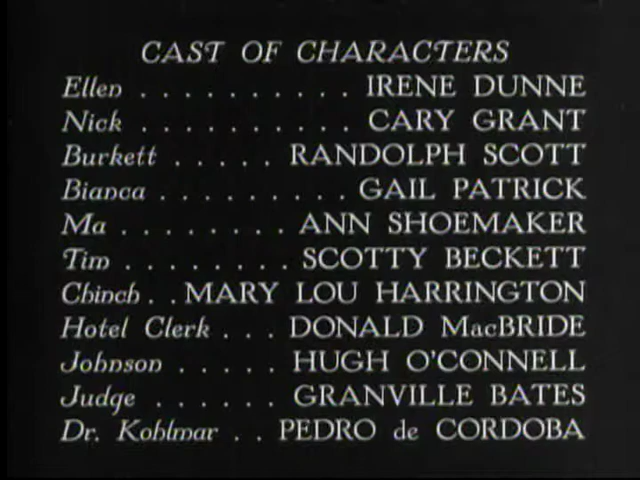 CAST OF CHARACTERS
Ellen . . . . . . . . . . IRENE DUNNE
Nick . . . . . . . . . . CARY GRANT
Burkett . . . . . RANDOLPH SCOTT
Bianca . . . . . . . . . GAIL PATRICK
Ma . . . . . . . . ANN SHOEMAKER
Tim . . . . . . . . SCOTTY BECKETT
Chinch . . MARY LOU HARRINGTON
Hotel Clerk . . . DONALD MacBRIDE
Johnson . . . . . HUGH O'CONNELL
Judge . . . . . . GRANVILLE BATES
Dr. Kohlmar . . PEDRO de CORDOBA